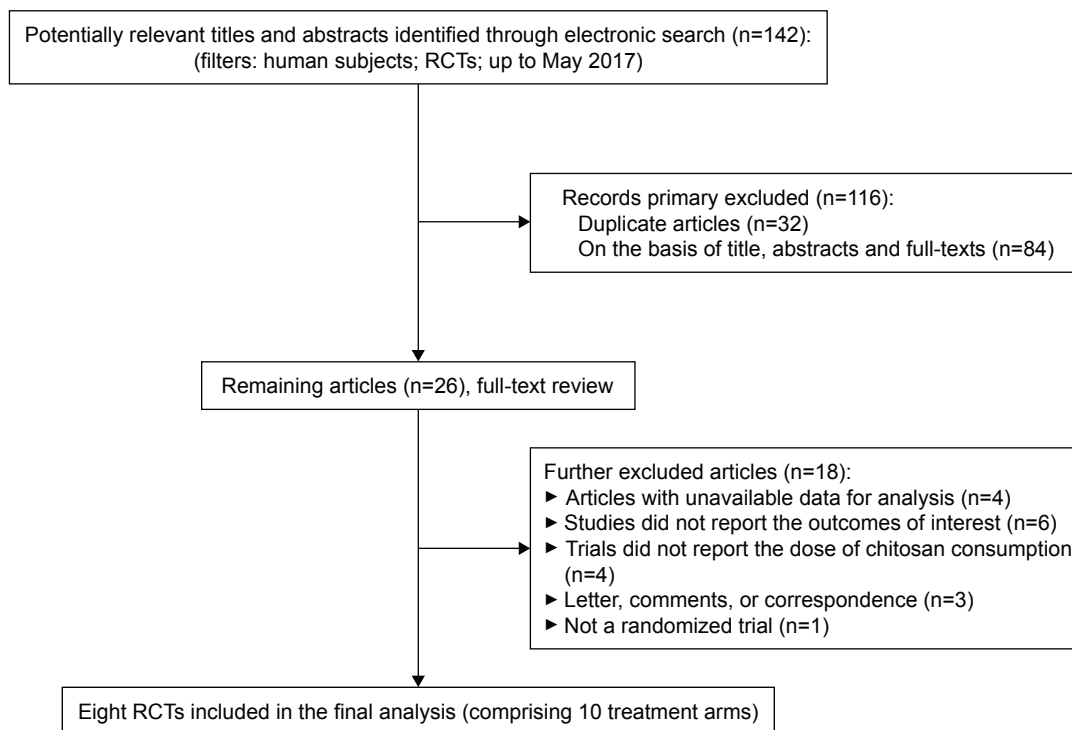 Potentially relevant titles and abstracts identified through electronic search (n=142):
(filters: human subjects; RCTs; up to May 2017)
Records primary excluded (n=116):
Duplicate articles (n=32)
On the basis of title, abstracts and full-texts (n=84)
Remaining articles (n=26), full-text review
Further excluded articles (n=18):
► Articles with unavailable data for analysis (n=4)
► Studies did not report the outcomes of interest (n=6)
► Trials did not report the dose of chitosan consumption
(n=4)
► Letter, comments, or correspondence (n=3)
► Not a randomized trial (n=1)
Eight RCTs included in the final analysis (comprising 10 treatment arms)